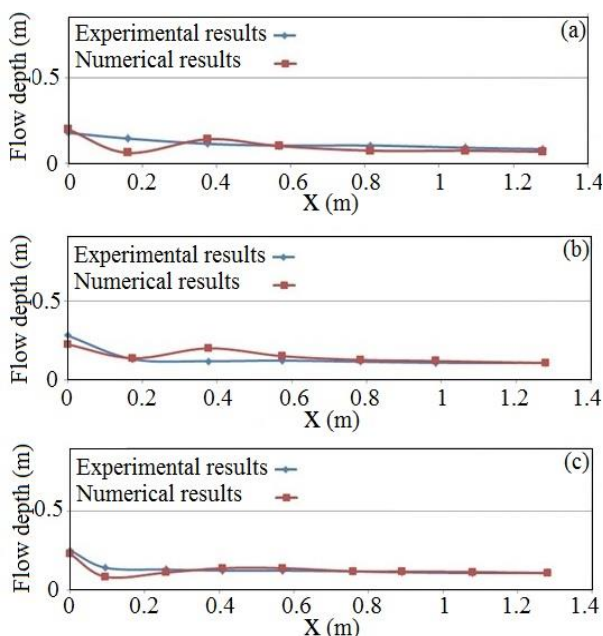 (a)
Experimental results
Numerical results
Flow depth (m)
0.5
0
0 0.2 0.4 0.6 0.8 1 1.2 1.4
X (m)
(b)
Experimental results
Numerical results
Flow depth (m)
0.5
0
0 0.2 0.4 0.6 0.8 1 1.2 1.4
X (m)
(c)
Experimental results
Numerical results
Flow depth (m)
0.5
0
0 0.2 0.4 0.6 0.8 1 1.2 1.4
X (m)